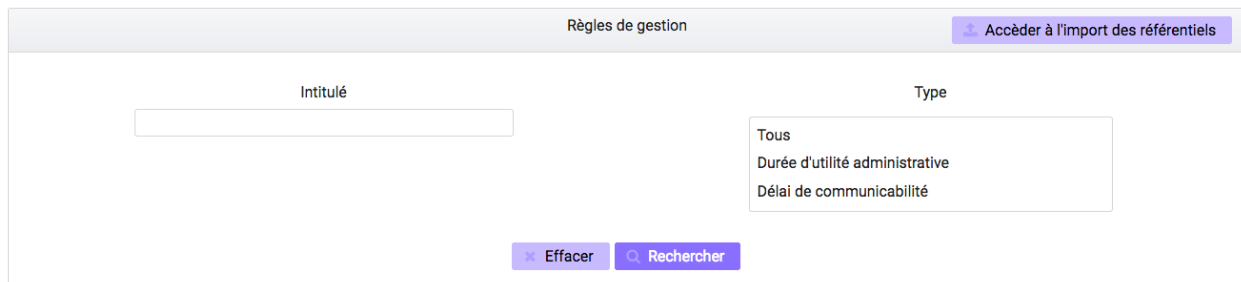 Règles de gestion
Accèder à l'import des référentiels
Intitulé
Type
Tous
Durée d'utilité administrative
Délai de communicabilité
Effacer
Rechercher